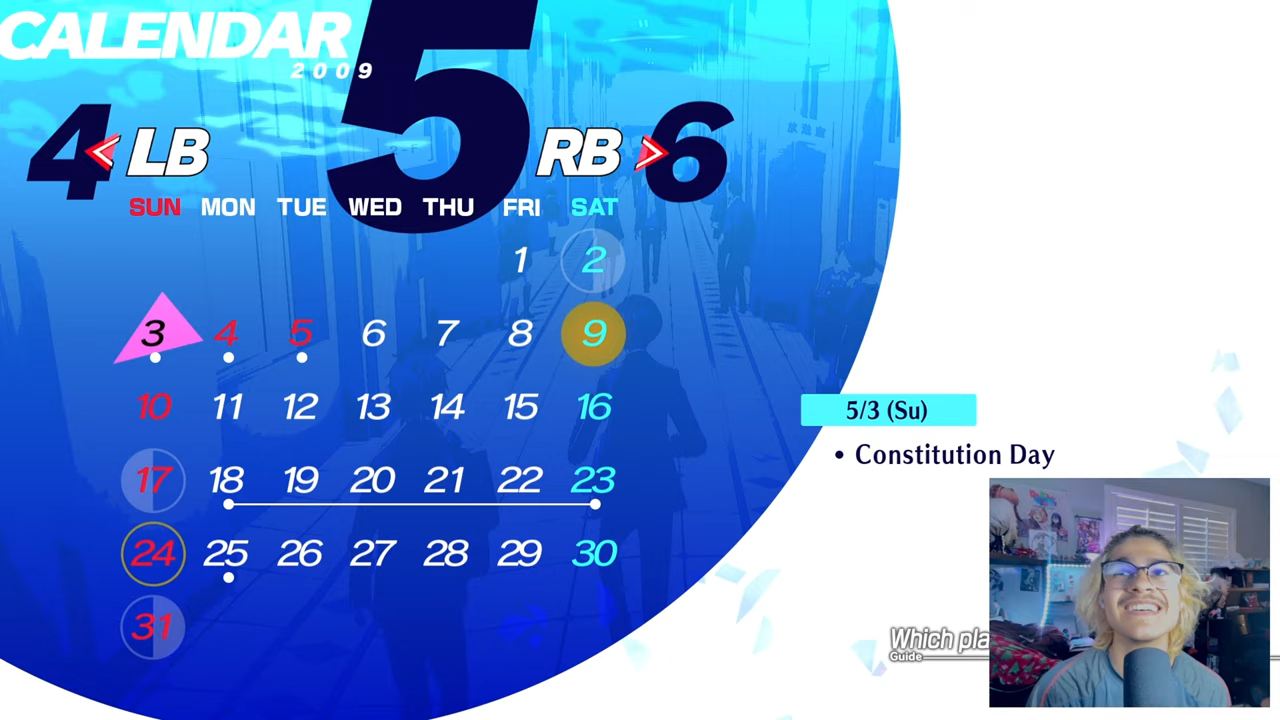 CALENDAR
2009
4 LB 5 RB 6
SUN MON TUE WED THU FRI SAT
1 2
3 4 5 6 7 8 9
10 11 12 13 14 15 16
17 18 19 20 21 22 23
24 25 26 27 28 29 30
31
5/3 (Su)
• Constitution Day
Which
Guide